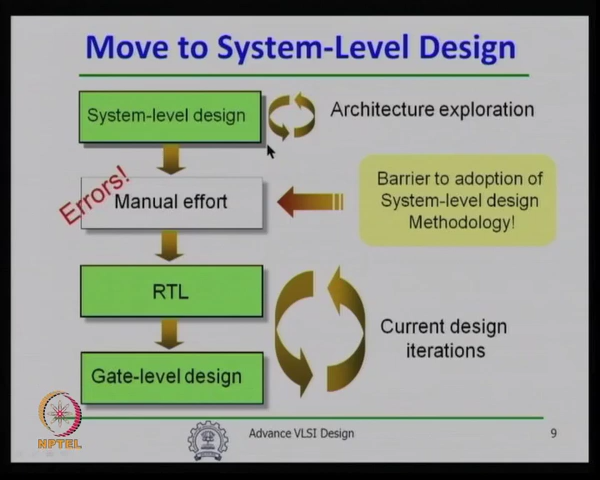 Move to System-Level Design
System-level design
Architecture exploration
Errors!
Manual effort
Barrier to adoption of
System-level design
Methodology!
RTL
Current design
iterations
Gate-level design
NPTEL
Advance VLSI Design
9